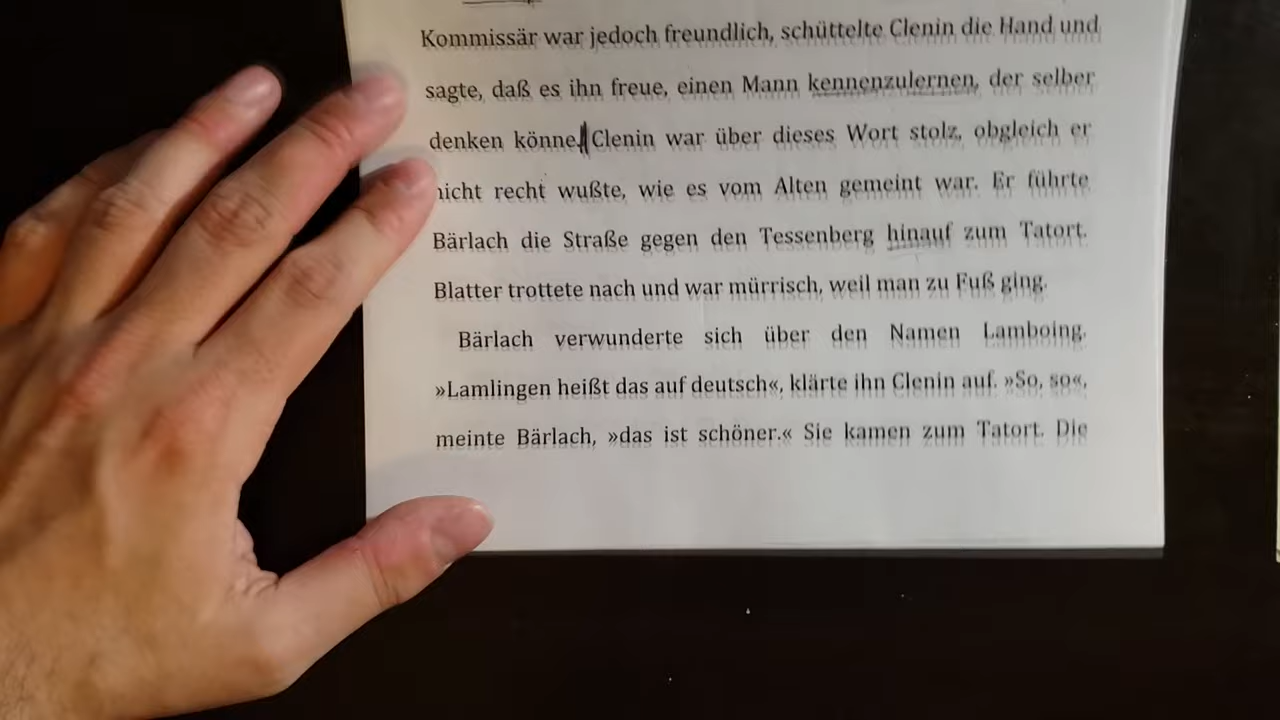 Kommissär war jedoch freundlich, schüttelte Clenin die Hand und
sagte, daß es ihn freue, einen Mann kennenzulernen, der selber
denken könne. Clenin war über dieses Wort stolz, obgleich er
nicht recht wußte, wie es vom Alten gemeint war. Er führte
Bärlach die Straße gegen den Tessenberg hinauf zum Tatort.
Blatter trottete nach und war mürrisch, weil man zu Fuß ging.
Bärlach verwunderte sich über den Namen Lamboing.
»Lamlingen heißt das auf deutsch«, klärte ihn Clenin auf. »So, so«,
meinte Bärlach, »das ist schöner.« Sie kamen zum Tatort. Die